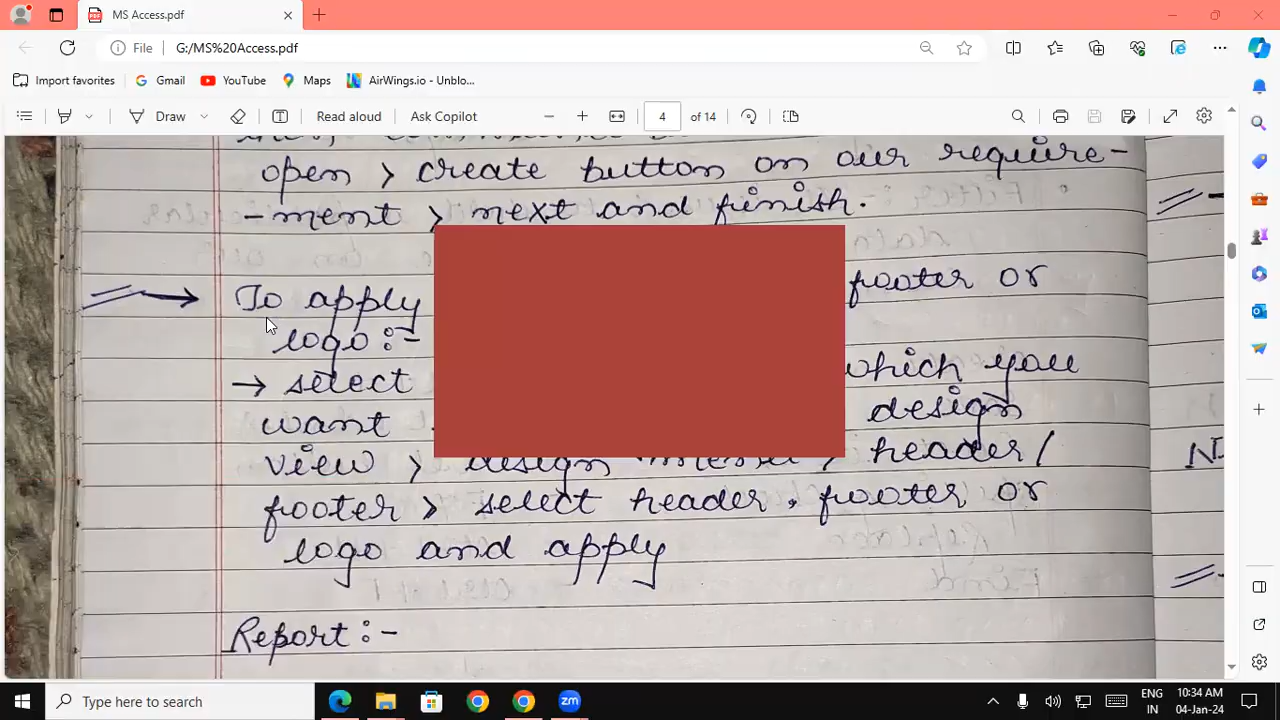 MS Access.pdf
File G:/MS%20Access.pdf
Import favorites Gmail YouTube Maps AirWings.io - Unblo...
Draw Read aloud Ask Copilot 4 of 14
open > create button on our require-
-ment > next and finish.
To apply footer or
logo :-
→ select which you
want design
view > design header/
footer > select header, footer or
logo and apply
Report :-
Type here to search
ENG
IN
10:34 AM
04-Jan-24